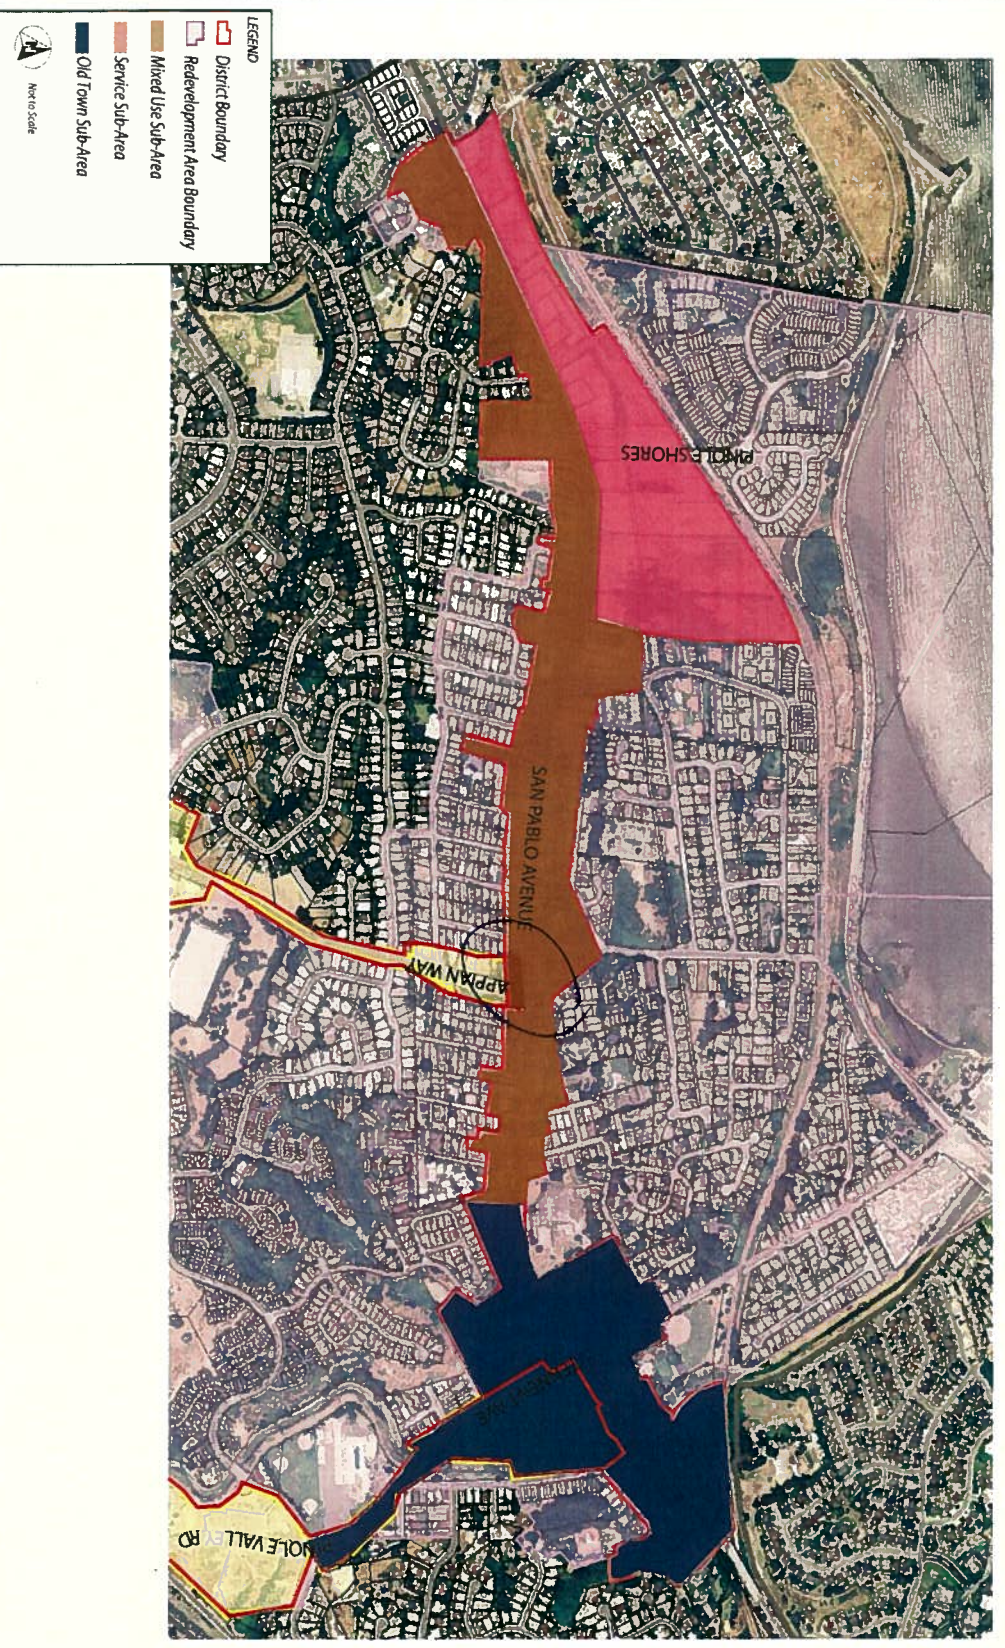 LEGEND
District Boundary
Redevelopment Area Boundary
Mixed Use Sub-Area
Service Sub-Area
Old Town Sub-Area
Not to Scale
PINOLE SHORES
SAN PABLO AVENUE
APPIAN WAY
PINOLE VALLEY RD